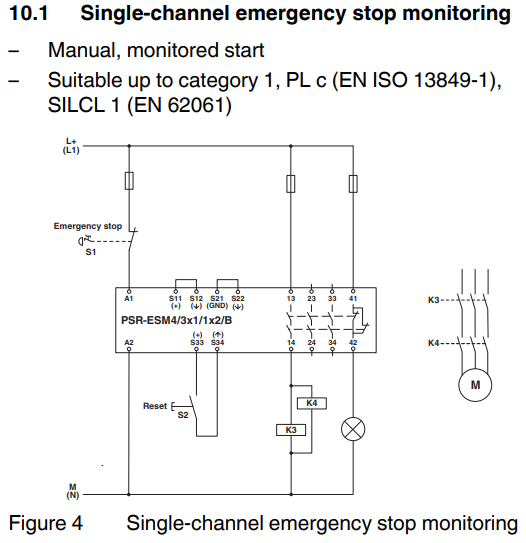 10.1 Single-channel emergency stop monitoring
– Manual, monitored start
– Suitable up to category 1, PL c (EN ISO 13849-1),
SILCL 1 (EN 62061)
L+
(L1)
Emergency stop
S1
A1 S11 S12 S21 S22 13 23 33 41
(+) (↓) (GND) (↓)
PSR-ESM4/3x1/1x2/B
(+) (↑)
A2 S33 S34 14 24 34 42
K3
K4
M
Reset
S2
K4
K3
M
(N)
Figure 4 Single-channel emergency stop monitoring